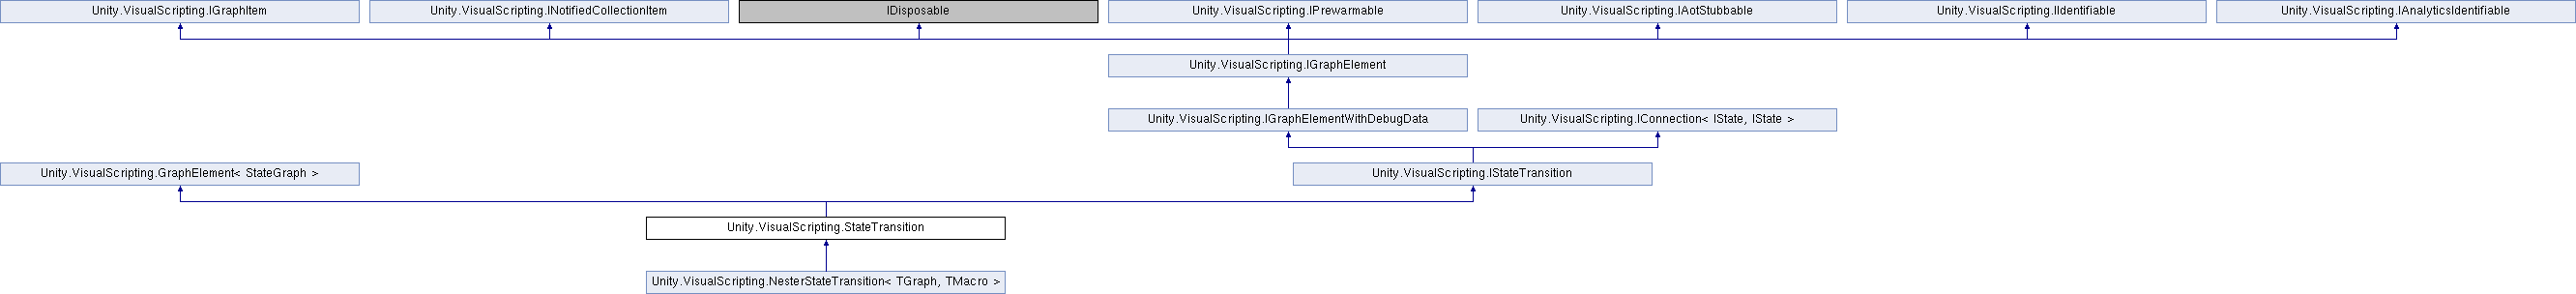 Unity.VisualScripting.IGraphItem
Unity.VisualScripting.INotifiedCollectionItem
IDisposable
Unity.VisualScripting.IPrewarmable
Unity.VisualScripting.IAotStubbable
Unity.VisualScripting.IIdentifiable
Unity.VisualScripting.IAnalyticsIdentifiable
Unity.VisualScripting.IGraphElement
Unity.VisualScripting.IGraphElementWithDebugData
Unity.VisualScripting.IConnection< IState, IState >
Unity.VisualScripting.GraphElement< StateGraph >
Unity.VisualScripting.IStateTransition
Unity.VisualScripting.StateTransition
Unity.VisualScripting.NesterStateTransition< TGraph, TMacro >